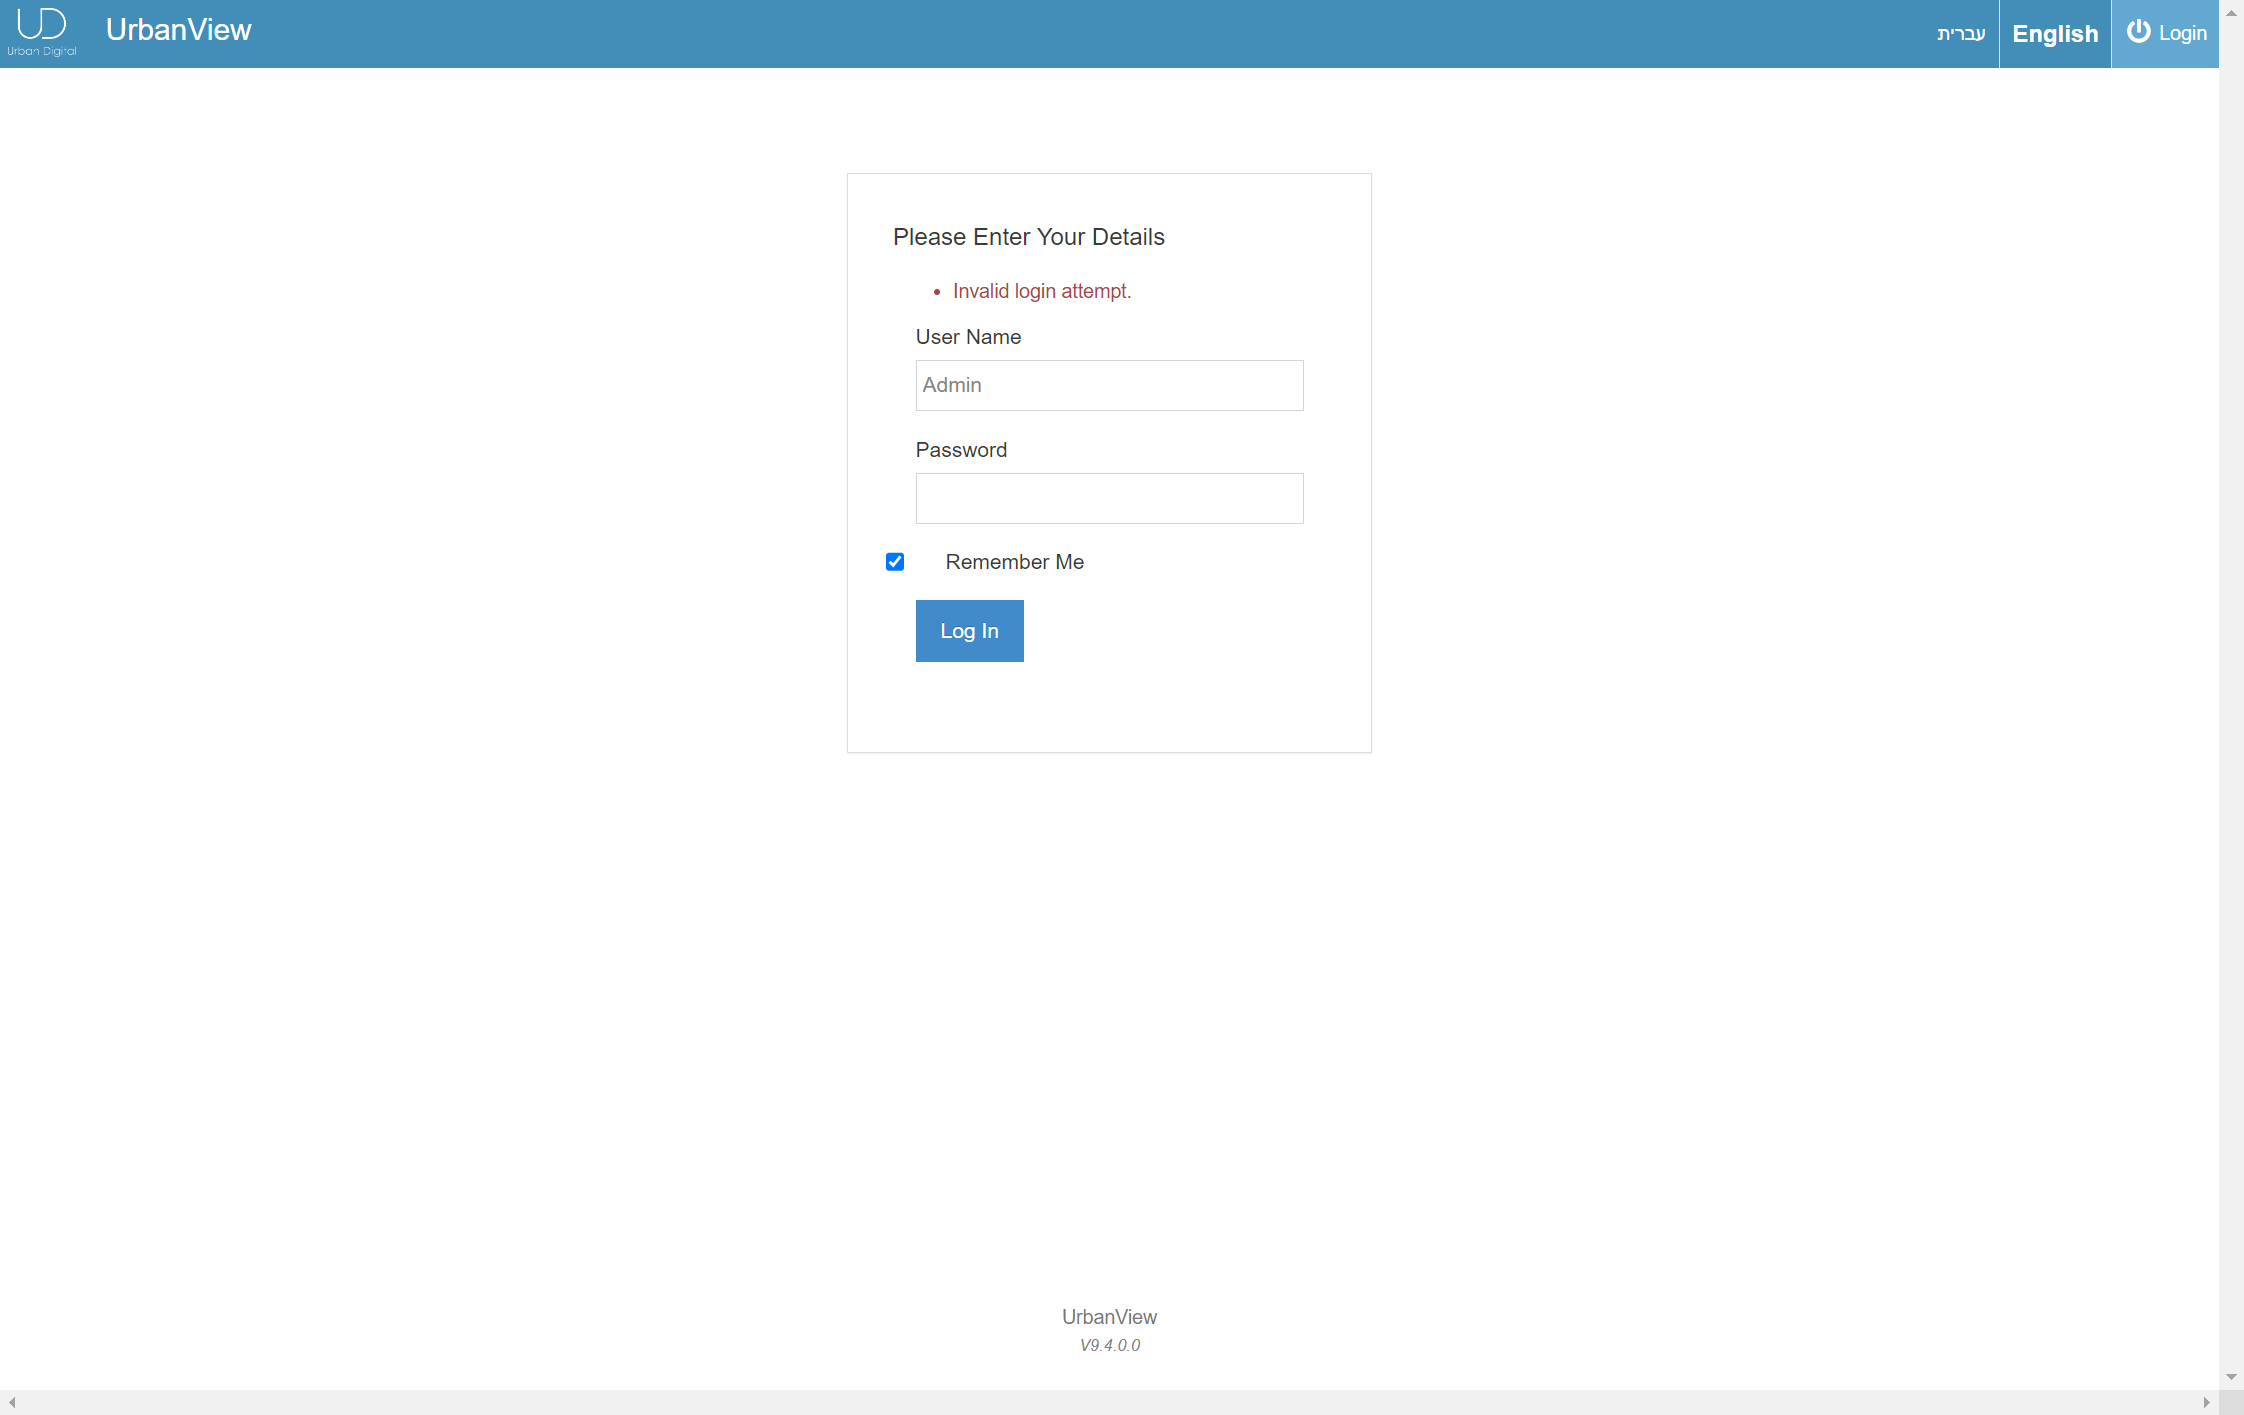 Urban Digital
UrbanView
עברית
English
Login
Please Enter Your Details
Invalid login attempt.
User Name
Admin
Password
Remember Me
Log In
UrbanView
V9.4.0.0